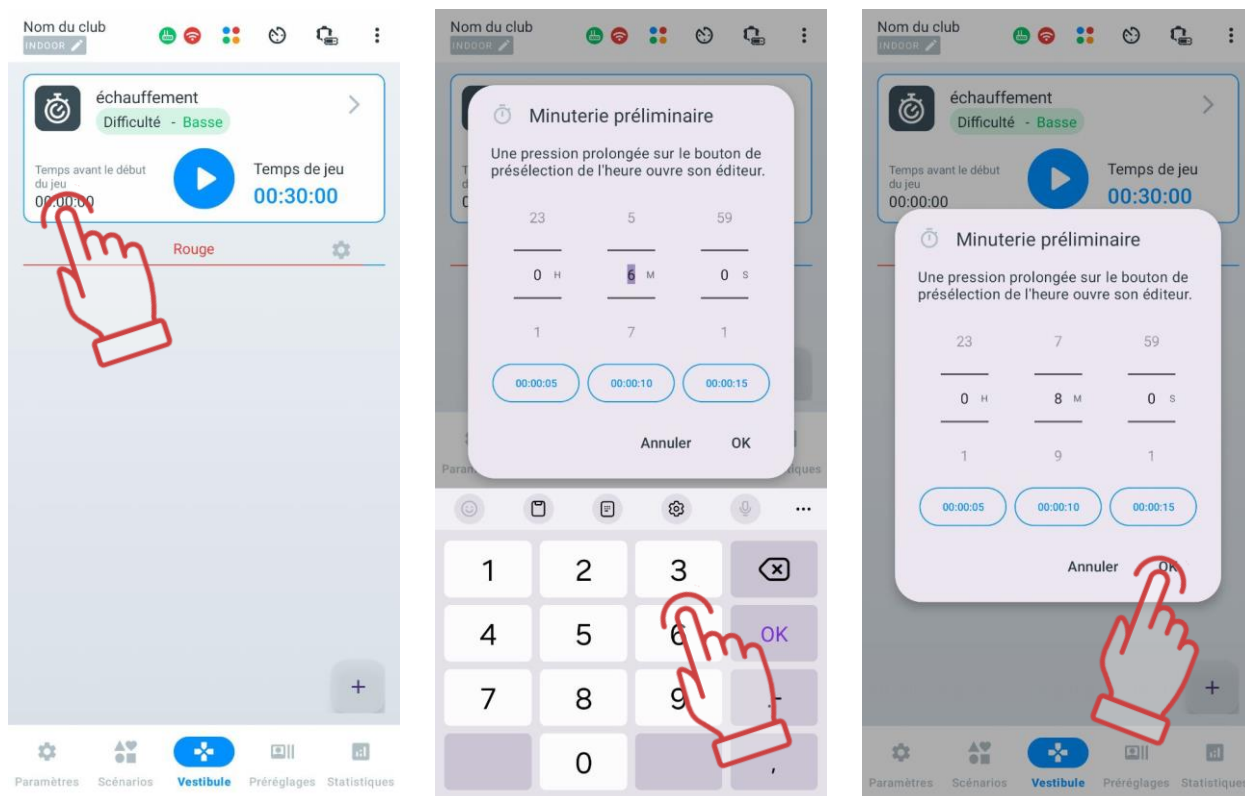 Nom du club
INDOOR
échauffement
Difficulté - Basse
Temps avant le début
du jeu
00:00:00
Temps de jeu
00:30:00
Rouge
+
Paramètres
Scénarios
Vestibule
Préréglages
Statistiques
Nom du club
INDOOR
Minuterie préliminaire
Une pression prolongée sur le bouton de
présélection de l'heure ouvre son éditeur.
23 5 59
0 H 6 M 0 S
1 7 1
00:00:05 00:00:10 00:00:15
Annuler OK
1 2 3
4 5 6 OK
7 8 9 .-
0 ,
Nom du club
INDOOR
échauffement
Difficulté - Basse
Temps avant le début
du jeu
00:00:00
Temps de jeu
00:30:00
Minuterie préliminaire
Une pression prolongée sur le bouton de
présélection de l'heure ouvre son éditeur.
23 7 59
0 H 8 M 0 S
1 9 1
00:00:05 00:00:10 00:00:15
Annuler OK
+
Paramètres
Scénarios
Vestibule
Préréglages
Statistiques